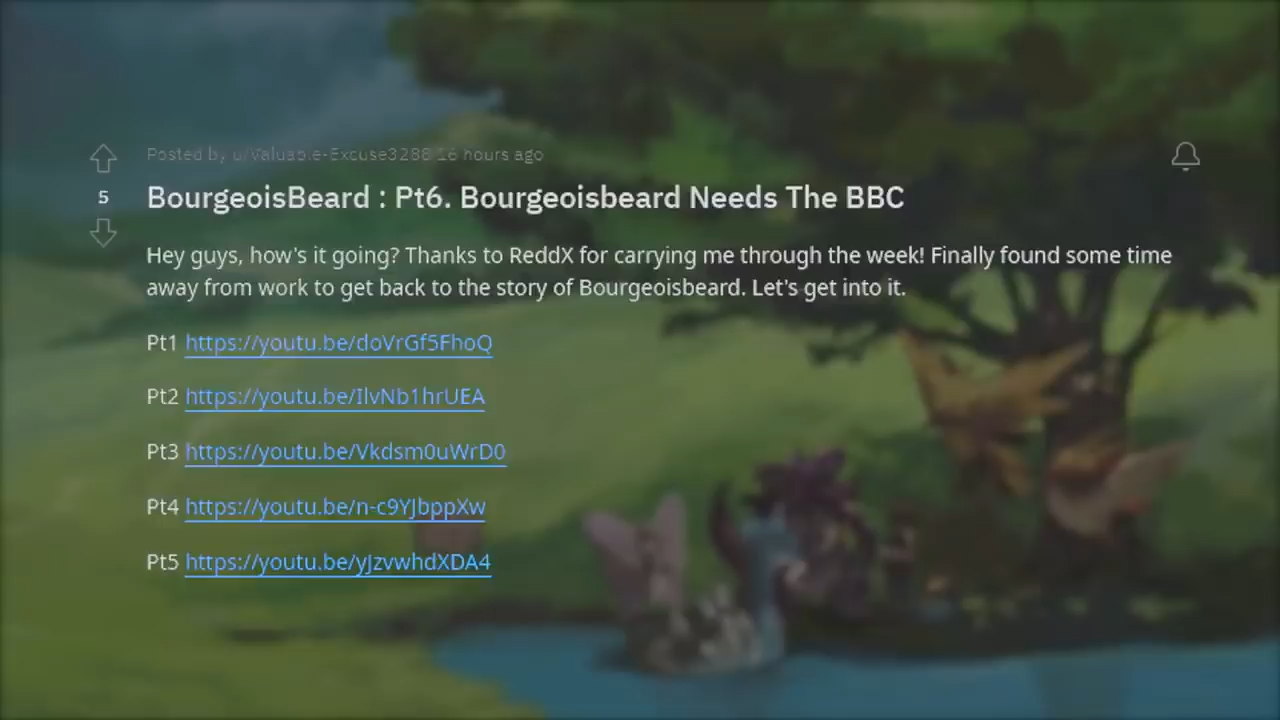 Posted by u/Valuable-Excuse3288 16 hours ago
5
BourgeoisBeard : Pt6. Bourgeoisbeard Needs The BBC
Hey guys, how's it going? Thanks to ReddX for carrying me through the week! Finally found some time
away from work to get back to the story of Bourgeoisbeard. Let's get into it.
Pt1 https://youtu.be/doVrGf5FhoQ
Pt2 https://youtu.be/IlvNb1hrUEA
Pt3 https://youtu.be/Vkdsm0uWrD0
Pt4 https://youtu.be/n-c9YJbppXw
Pt5 https://youtu.be/yJzvwhdXDA4